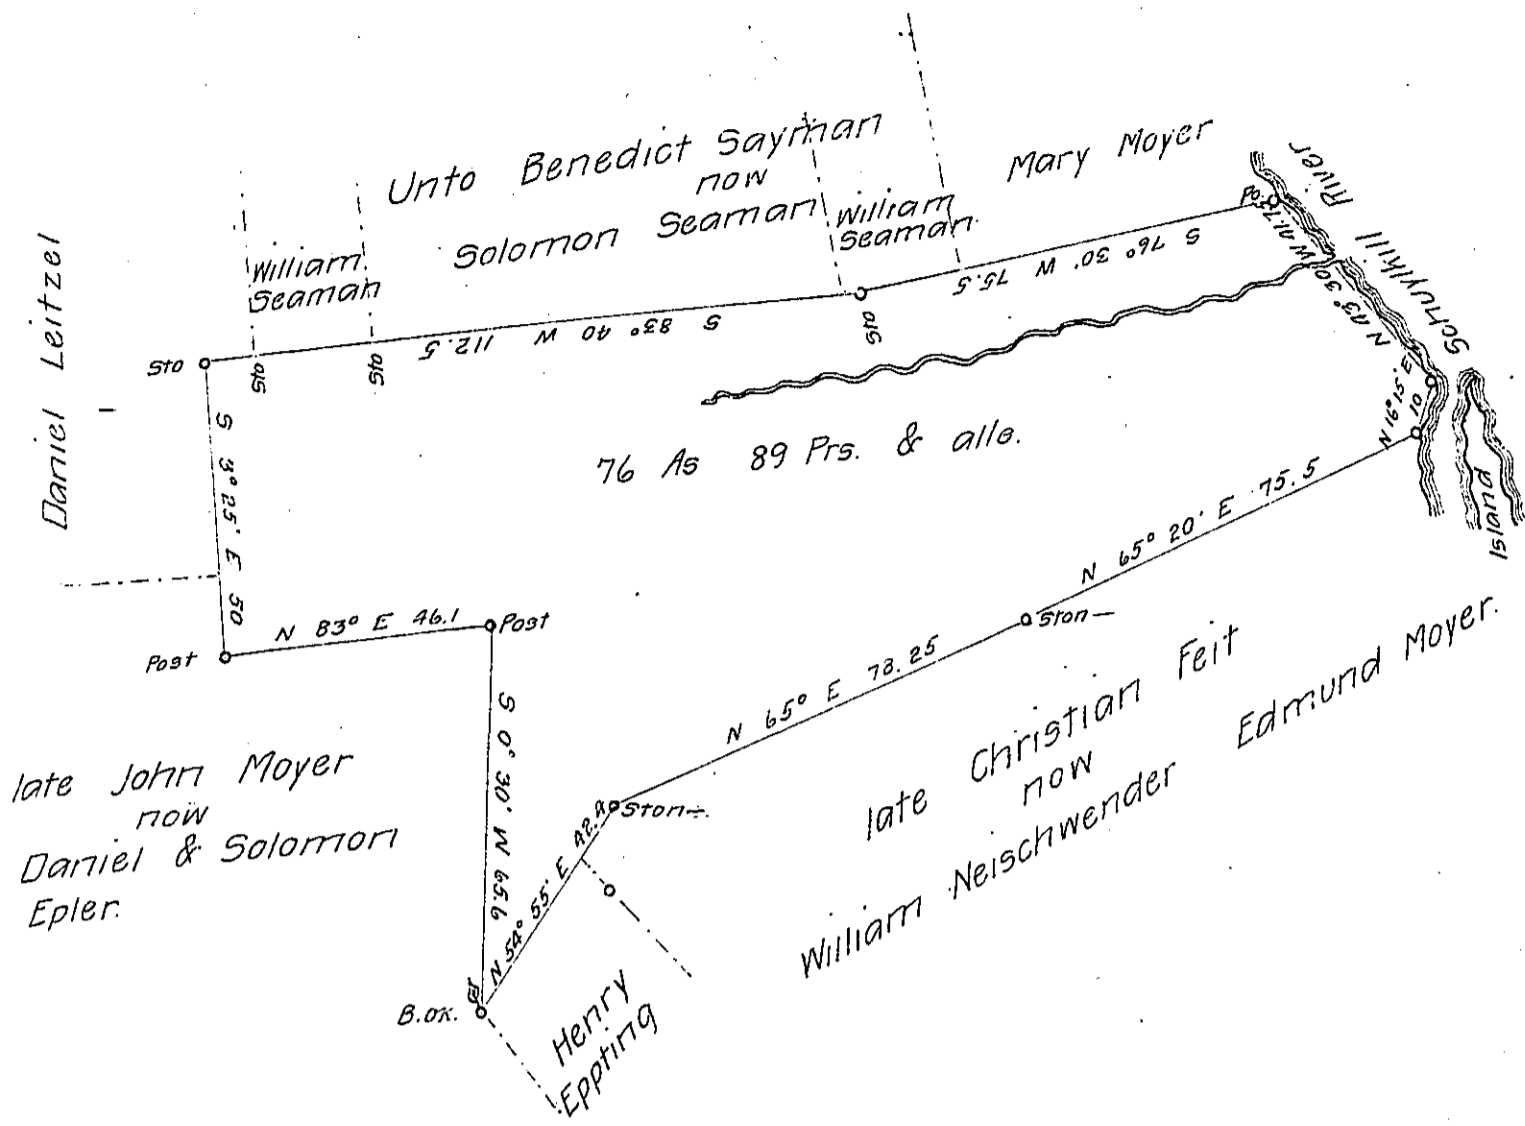 Unto Benedict Sayman
now
Solomon Seaman
William
Seaman
William
Seaman
Mary Moyer
River
Schuylkill
Island
Daniel Leitzel
Sto
Sto
Sto
Sto
Po.
S 83° 40 W 112.5
S 76° 30' W 75.5
N 16° 15' E 10
S 3° 25' E 50
76 As 89 Prs. & allo.
N 65° 20' E 75.5
Ston
N 83° E 46.1
Post
Post
N 65° E 78.25
Ston
S 0° 30' W 65.6
N 54° 55' E 42.4
B.OK.
late John Moyer
now
Daniel & Solomon
Epler.
late Christian Feit
now
William Neischwender
Edmund Moyer.
Henry
Eppting